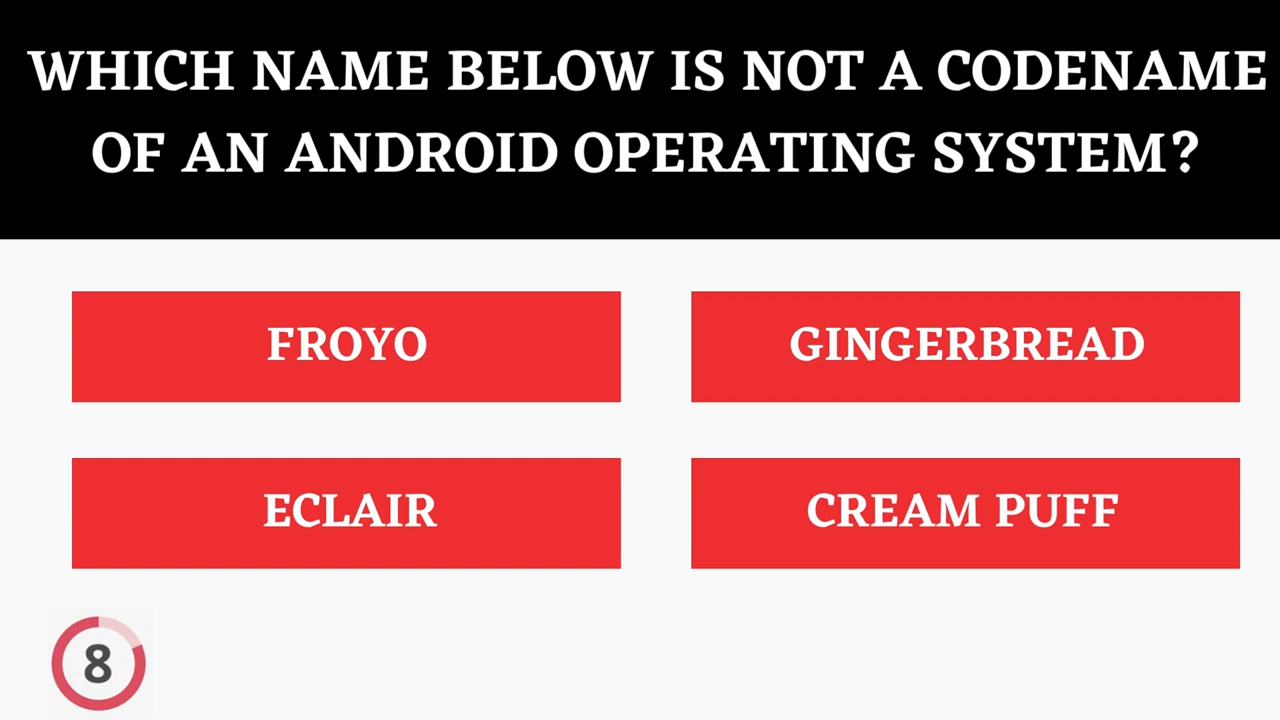 WHICH NAME BELOW IS NOT A CODENAME
OF AN ANDROID OPERATING SYSTEM?
FROYO
GINGERBREAD
ECLAIR
CREAM PUFF
8